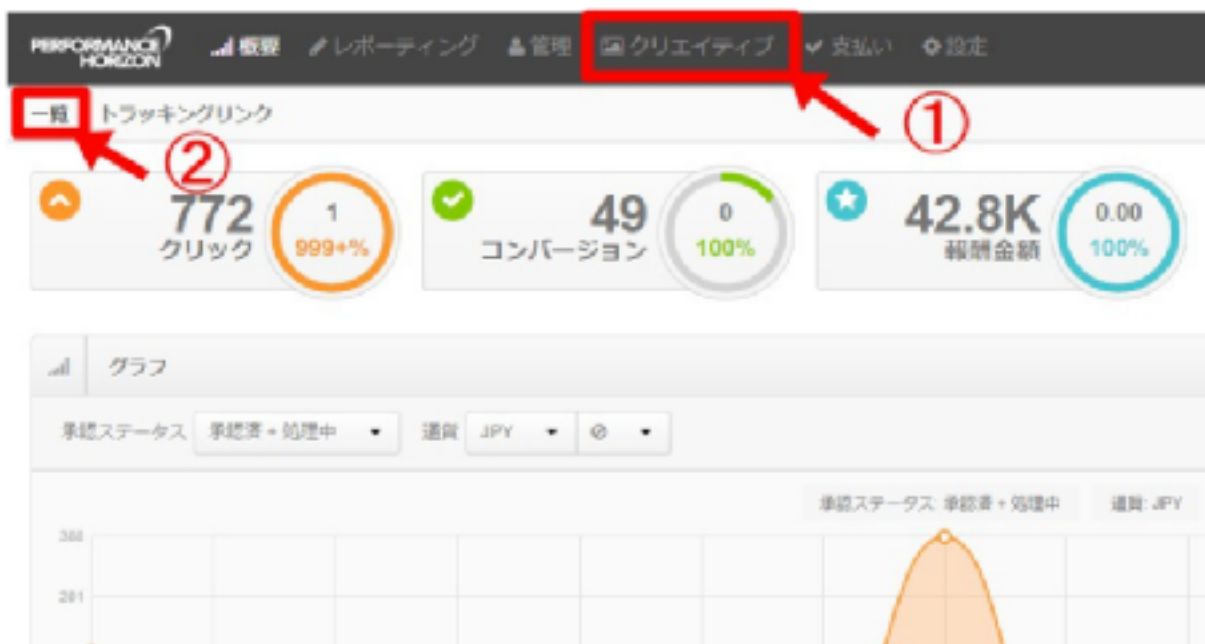 PERFORMANCE HORIZON 概要 レポーティング 管理 クリエイティブ 支払い 設定
①
一覧 トラッキングリンク
②
772
クリック
1
999+%
49
コンバージョン
0
100%
42.8K
報酬金額
0.00
100%
グラフ
承認ステータス 承認済 + 処理中 通貨 JPY
承認ステータス: 承認済 + 処理中 通貨: JPY